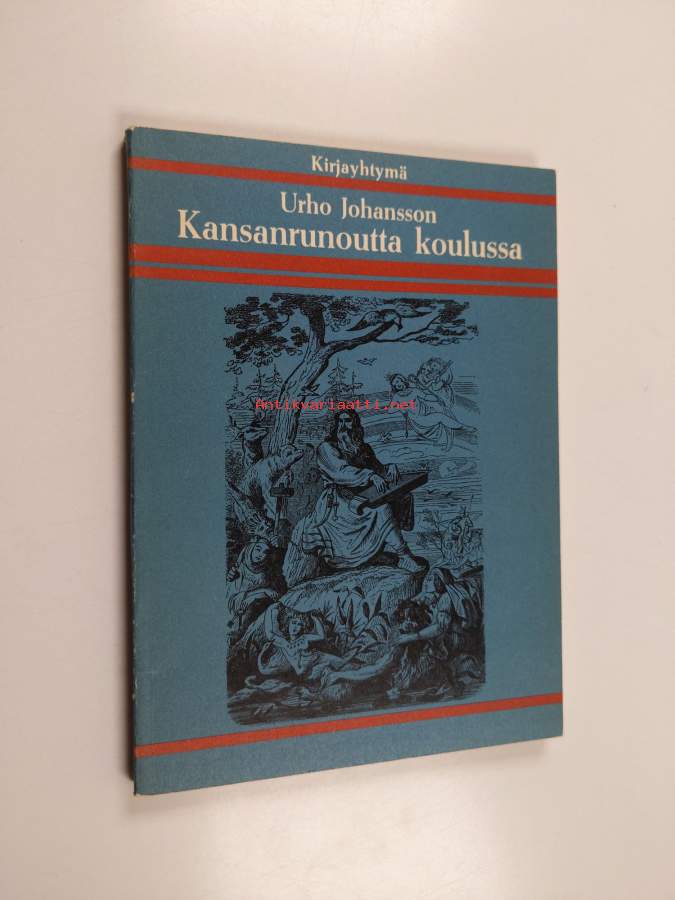 Kirjayhtymä
Urho Johansson
Kansanrunoutta koulussa
Antikvariaatti.net